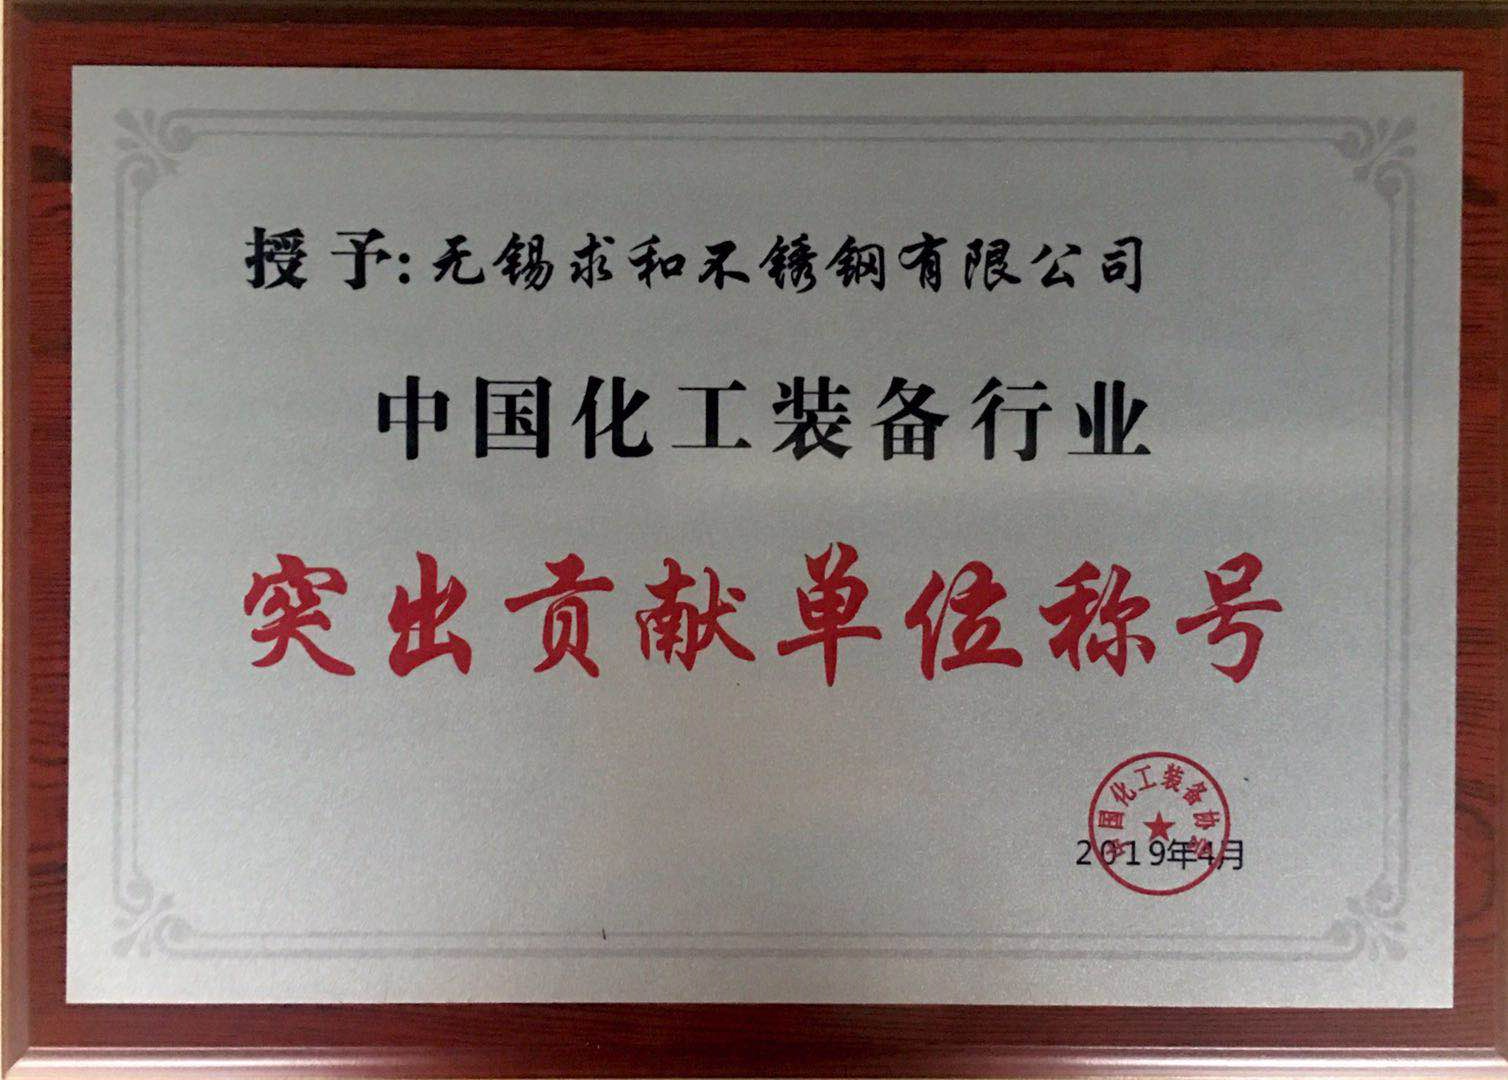 授予:无锡求和不锈钢有限公司
中国化工装备行业
突出贡献单位称号
中国化工装备协会
2019年4月